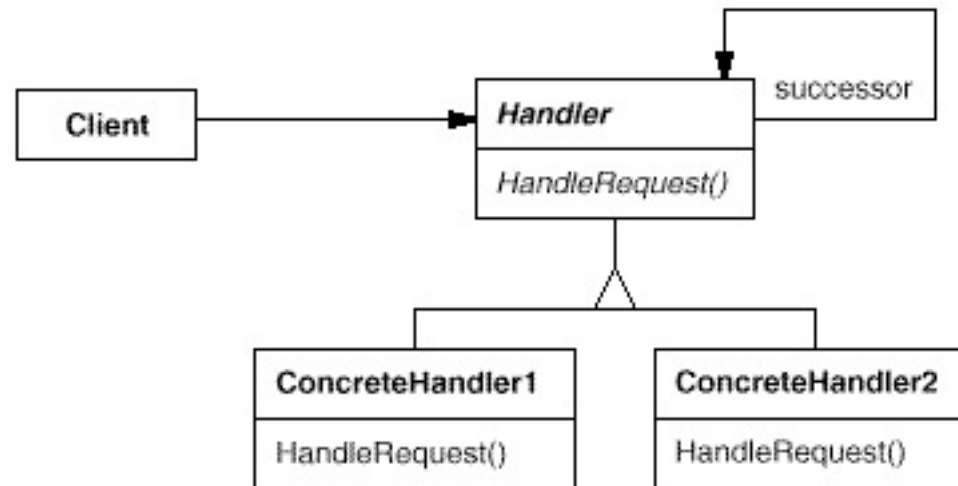 successor
Client
Handler
HandleRequest()
ConcreteHandler1
ConcreteHandler2
HandleRequest()
HandleRequest()